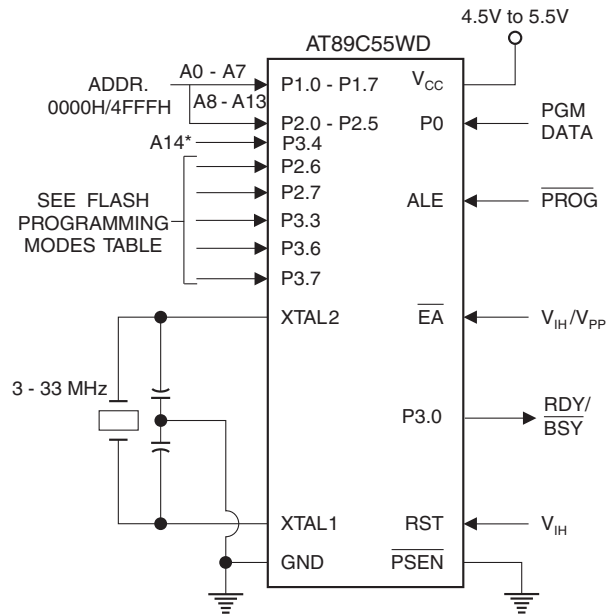 4.5V to 5.5V
AT89C55WD
ADDR.
0000H/4FFFH
A0 - A7
A8 - A13
A14*
SEE FLASH
PROGRAMMING
MODES TABLE
3 - 33 MHz
P1.0 - P1.7
P2.0 - P2.5
P3.4
P2.6
P2.7
P3.3
P3.6
P3.7
XTAL2
XTAL1
GND
VCC
P0
ALE
EA
P3.0
RST
PSEN
PGM
DATA
PROG
VIH/VPP
RDY/
BSY
VIH